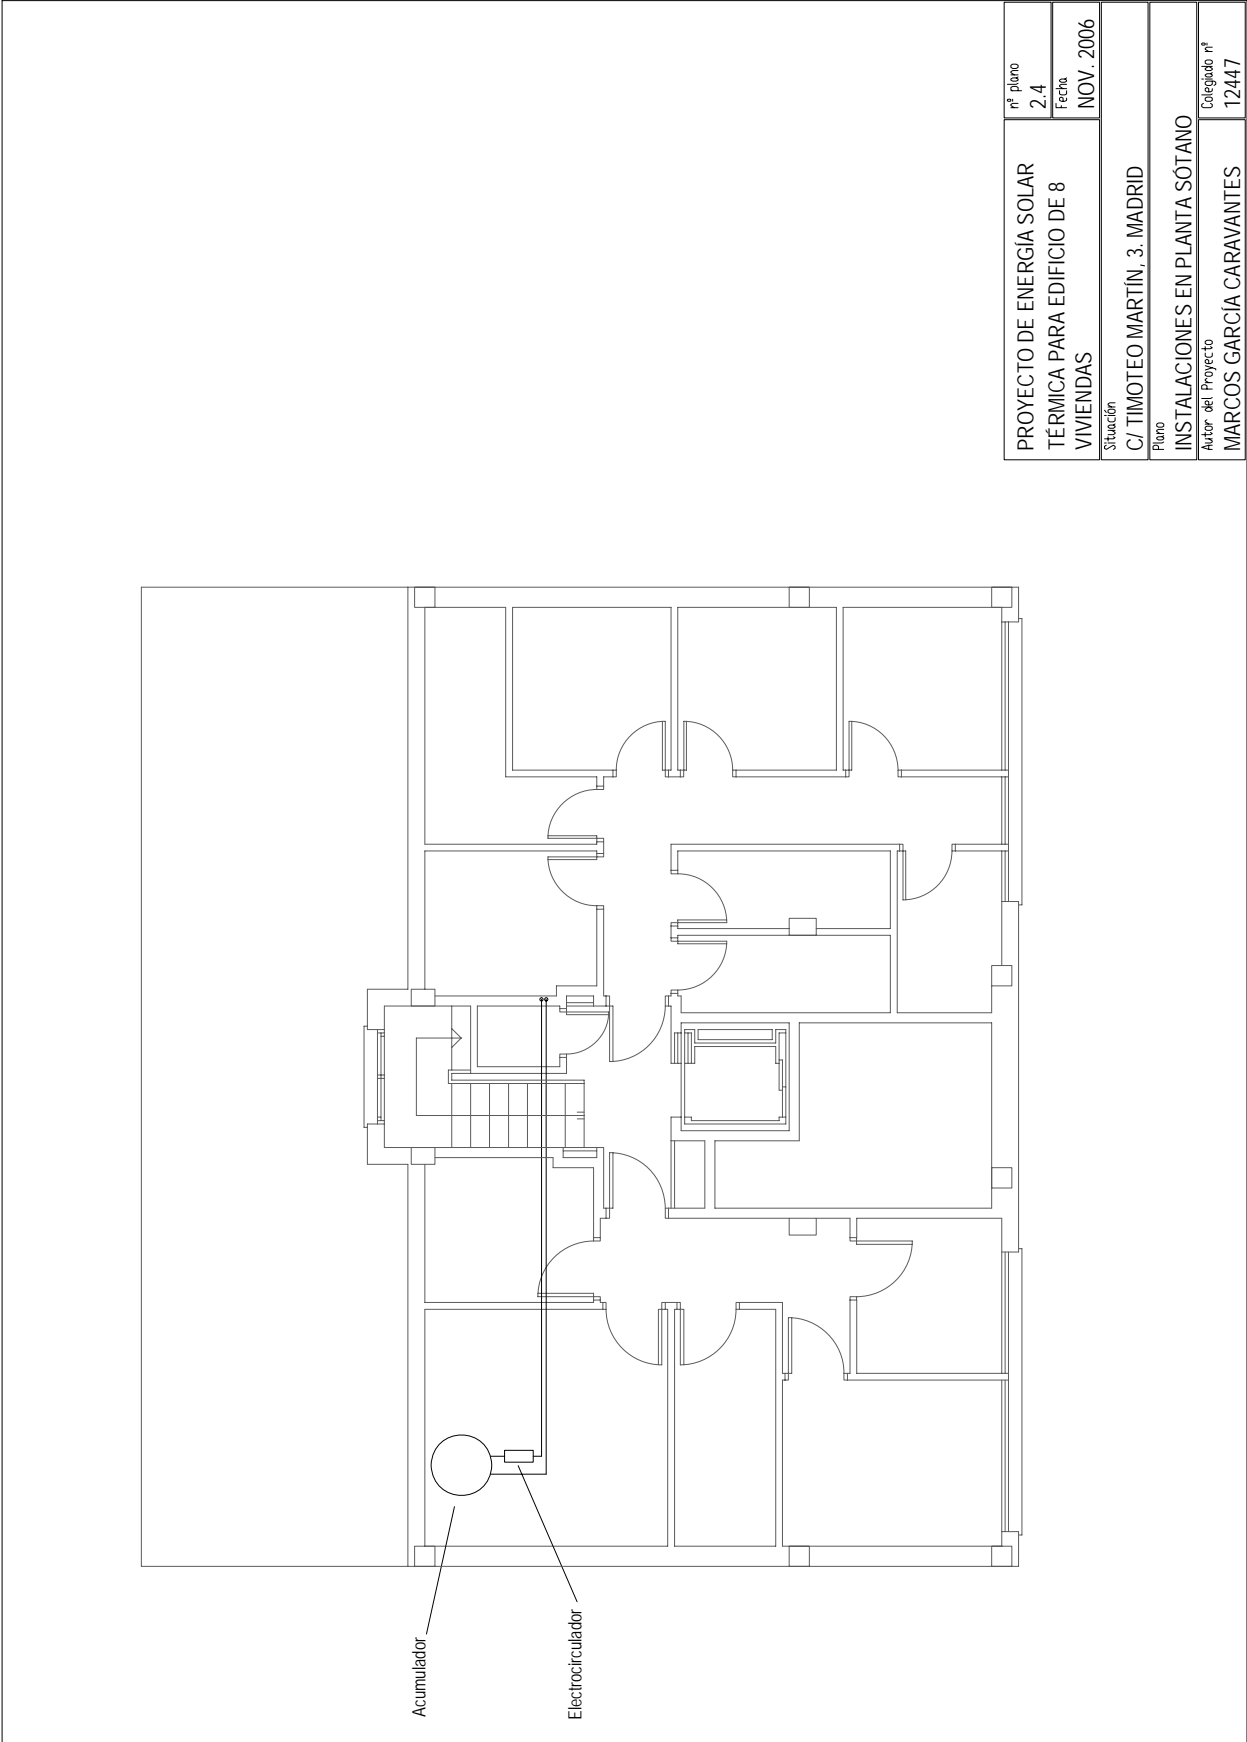 Acumulador
Electrocirculador
PROYECTO DE ENERGÍA SOLAR
TÉRMICA PARA EDIFICIO DE 8
VIVIENDAS
nº plano
2.4
Fecha
NOV. 2006
Situación
C/ TIMOTEO MARTÍN, 3. MADRID
Plano
INSTALACIONES EN PLANTA SÓTANO
Autor del Proyecto
MARCOS GARCÍA CARAVANTES
Colegiado nº
12447